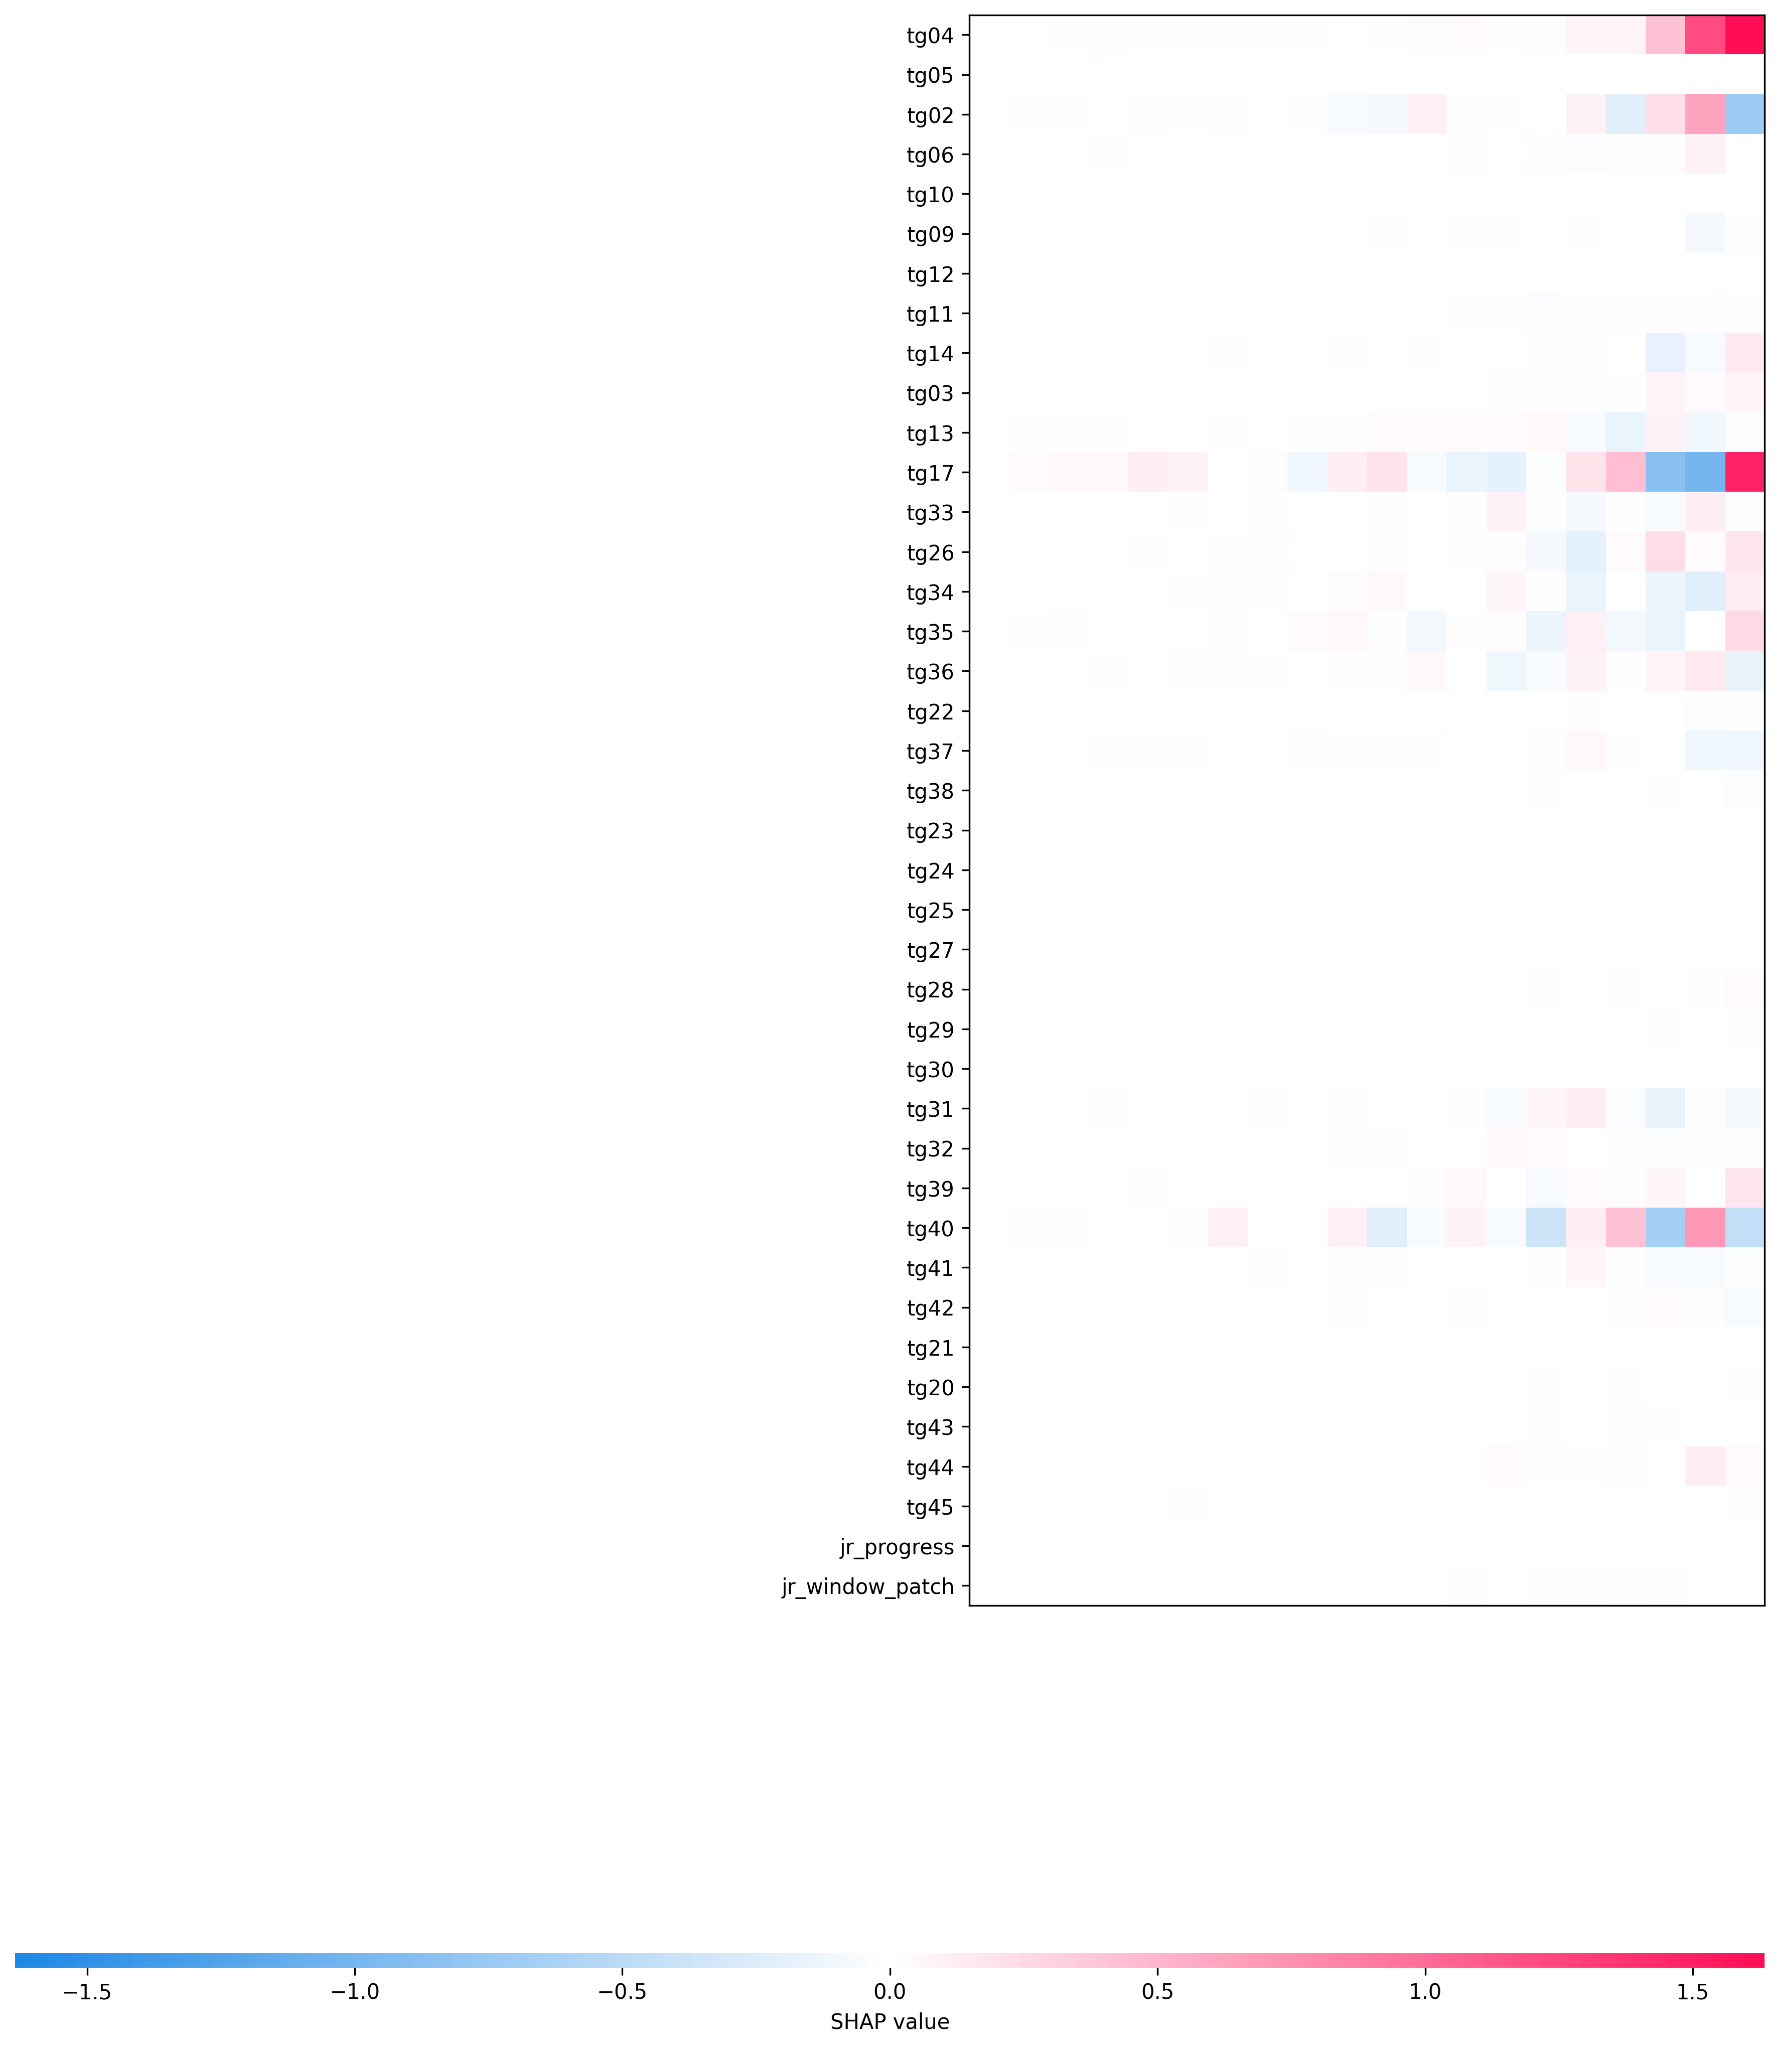 tg04
tg05
tg02
tg06
tg10
tg09
tg12
tg11
tg14
tg03
tg13
tg17
tg33
tg26
tg34
tg35
tg36
tg22
tg37
tg38
tg23
tg24
tg25
tg27
tg28
tg29
tg30
tg31
tg32
tg39
tg40
tg41
tg42
tg21
tg20
tg43
tg44
tg45
jr_progress
jr_window_patch
−1.5 −1.0 −0.5 0.0 0.5 1.0 1.5
SHAP value